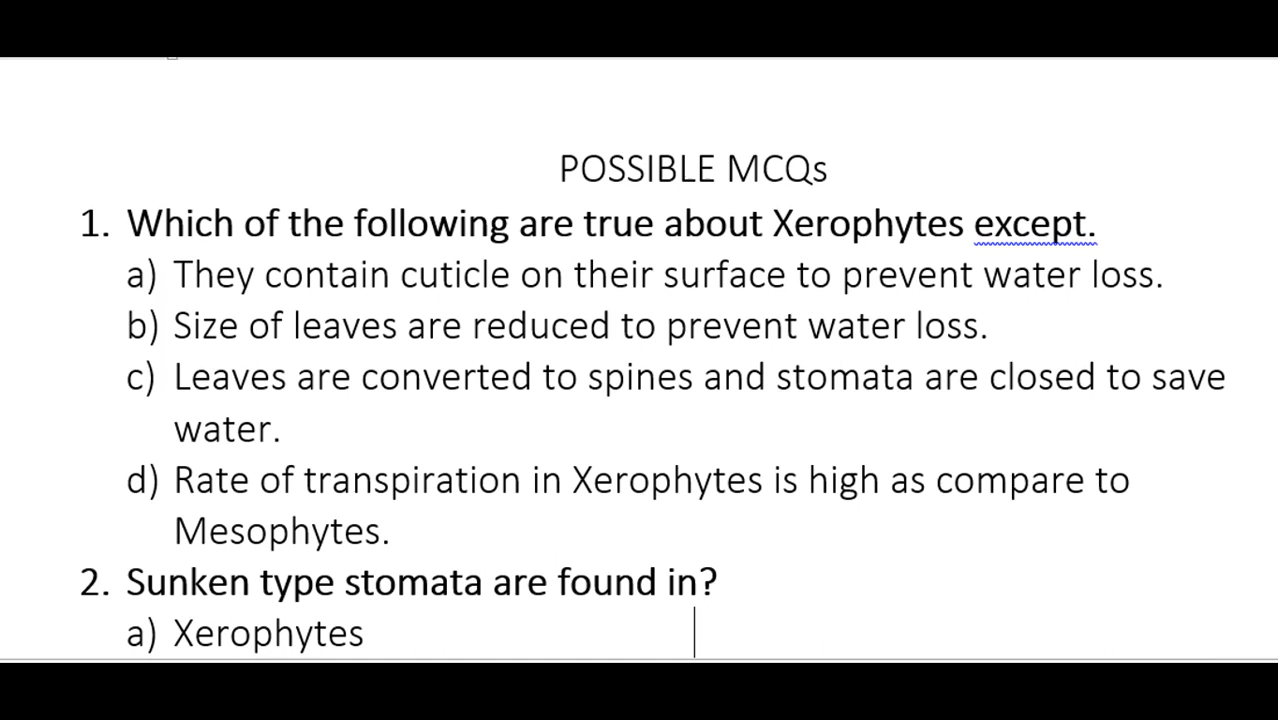 POSSIBLE MCQs
1. Which of the following are true about Xerophytes except.
a) They contain cuticle on their surface to prevent water loss.
b) Size of leaves are reduced to prevent water loss.
c) Leaves are converted to spines and stomata are closed to save
water.
d) Rate of transpiration in Xerophytes is high as compare to
Mesophytes.
2. Sunken type stomata are found in?
a) Xerophytes